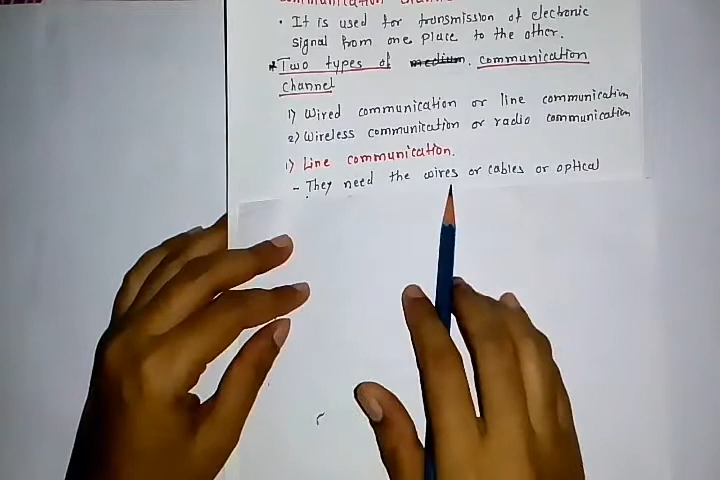 communication channel
• It is used for transmission of electronic
signal from one place to the other.
* Two types of medium. communication
channel
1) Wired communication or line communication
2) Wireless communication or radio communication
1) Line communication.
- They need the wires or cables or optical